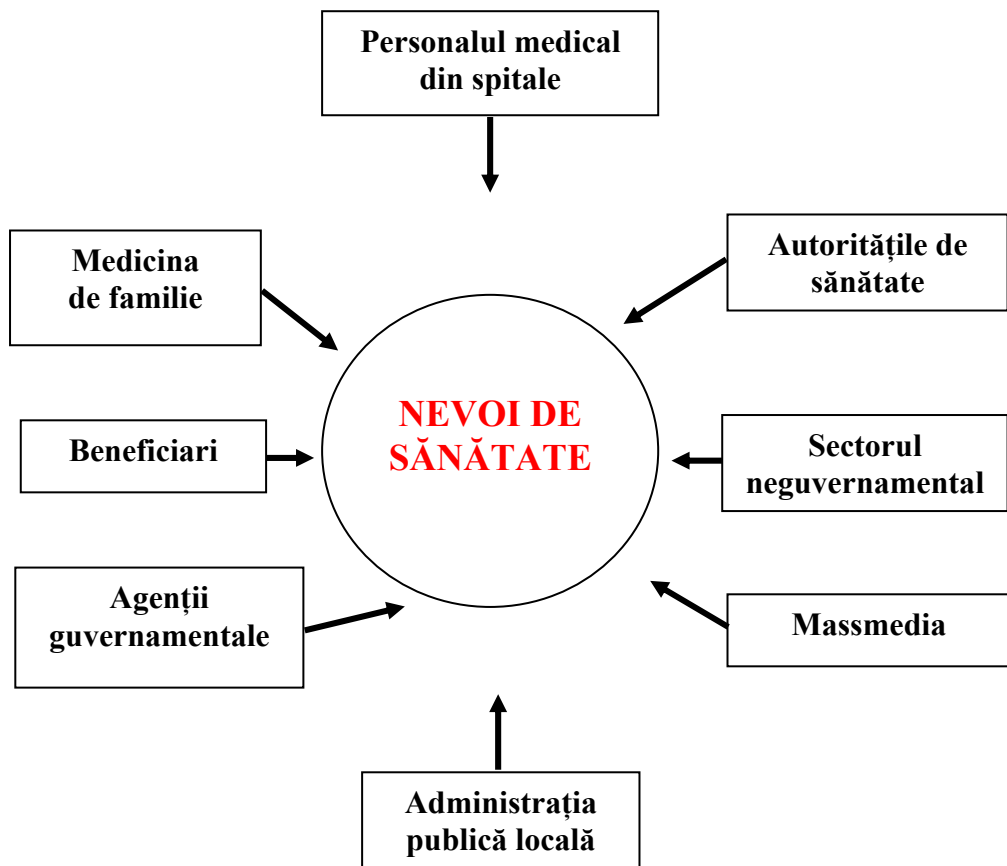 Personalul medical
din spitale
Medicina
de familie
Autoritățile de
sănătate
NEVOI DE
SĂNĂTATE
Beneficiari
Sectorul
neguvernamental
Agenții
guvernamentale
Massmedia
Administrația
publică locală